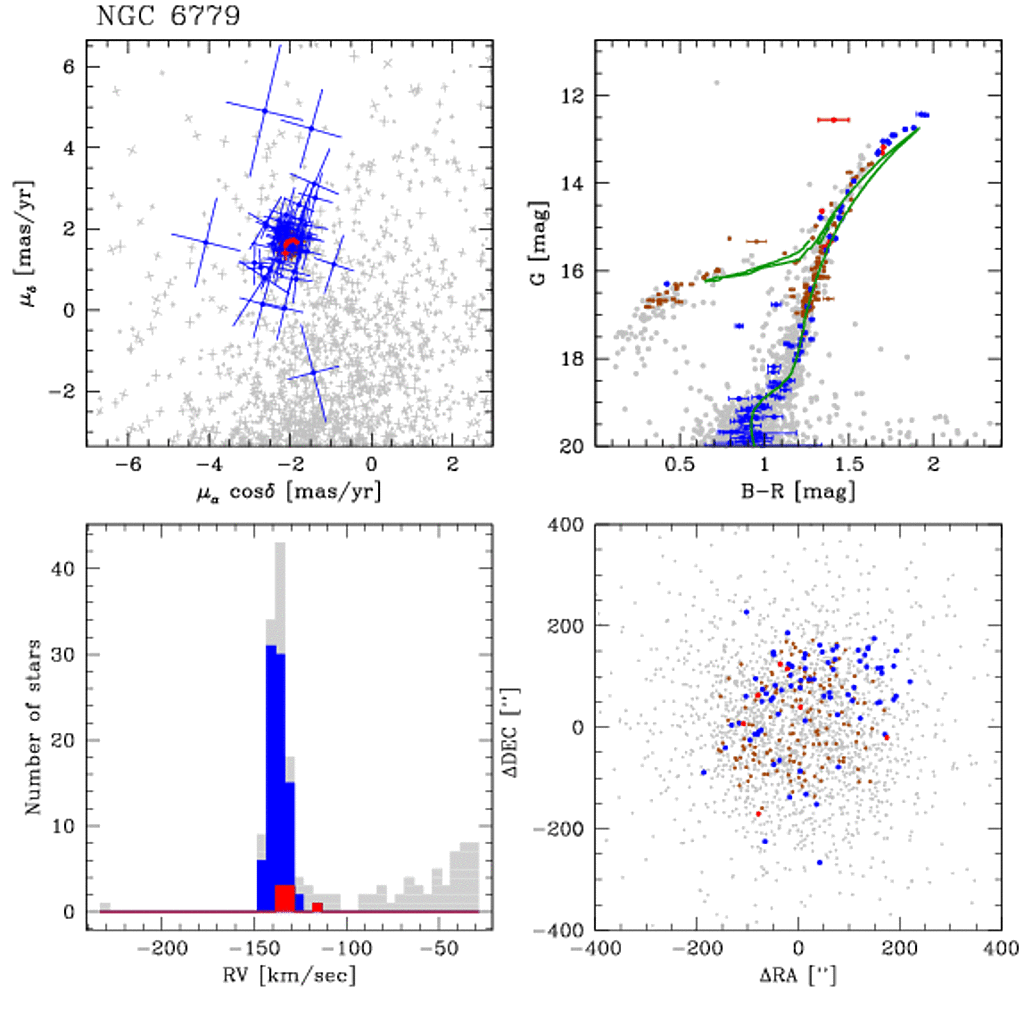 NGC 6779
6
4
2
0
−2
μδ [mas/yr]
−6 −4 −2 0 2
μα cosδ [mas/yr]
12
14
16
18
20
G [mag]
0.5 1 1.5 2
B−R [mag]
40
30
20
10
0
Number of stars
−200 −150 −100 −50
RV [km/sec]
400
200
0
−200
−400
ΔDEC ["]
−400 −200 0 200 400
ΔRA ["]